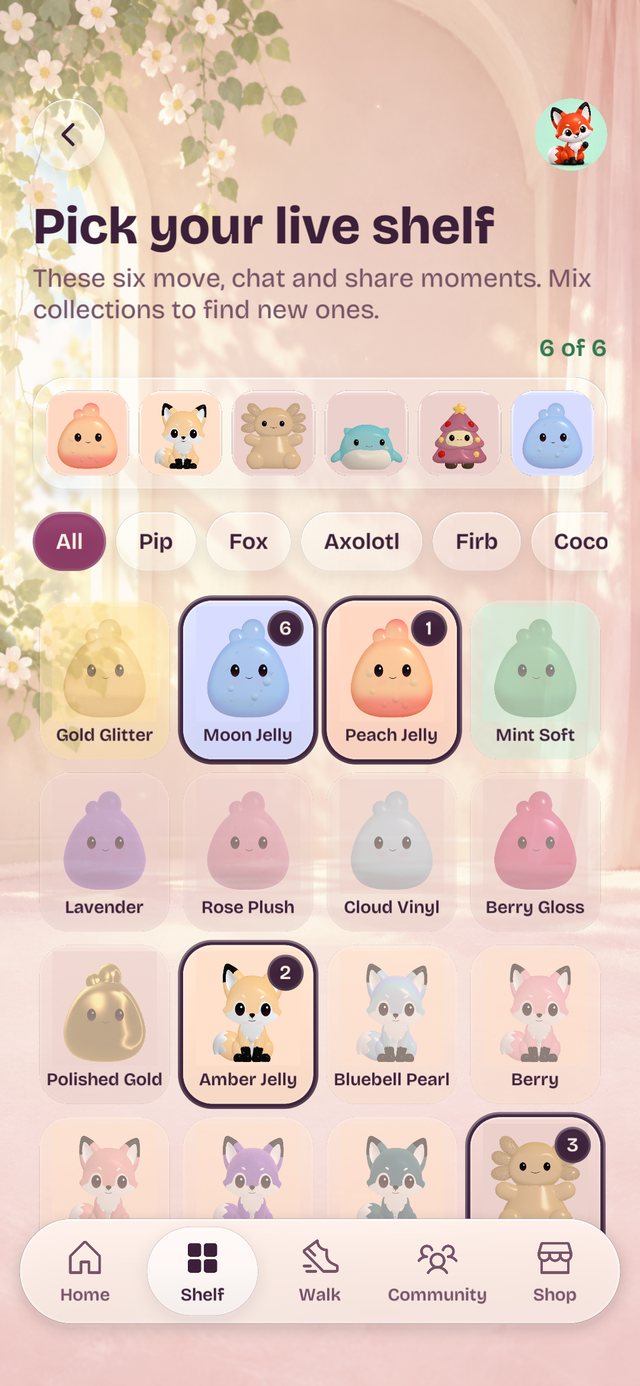 Pick your live shelf
These six move, chat and share moments. Mix
collections to find new ones.
6 of 6
All
Pip
Fox
Axolotl
Firb
Coco
Gold Glitter
6
Moon Jelly
1
Peach Jelly
Mint Soft
Lavender
Rose Plush
Cloud Vinyl
Berry Gloss
Polished Gold
2
Amber Jelly
Bluebell Pearl
Berry
3
Home
Shelf
Walk
Community
Shop